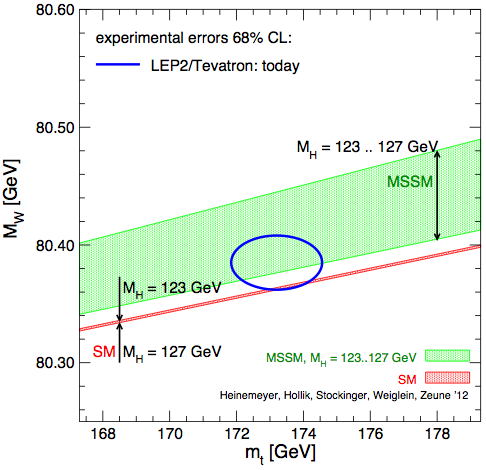 80.60
experimental errors 68% CL:
LEP2/Tevatron: today
80.50
M_H = 123 .. 127 GeV
MSSM
M_W [GeV]
80.40
M_H = 123 GeV
SM M_H = 127 GeV
80.30
MSSM, M_H = 123..127 GeV
SM
Heinemeyer, Hollik, Stockinger, Weiglein, Zeune '12
168 170 172 174 176 178
m_t [GeV]